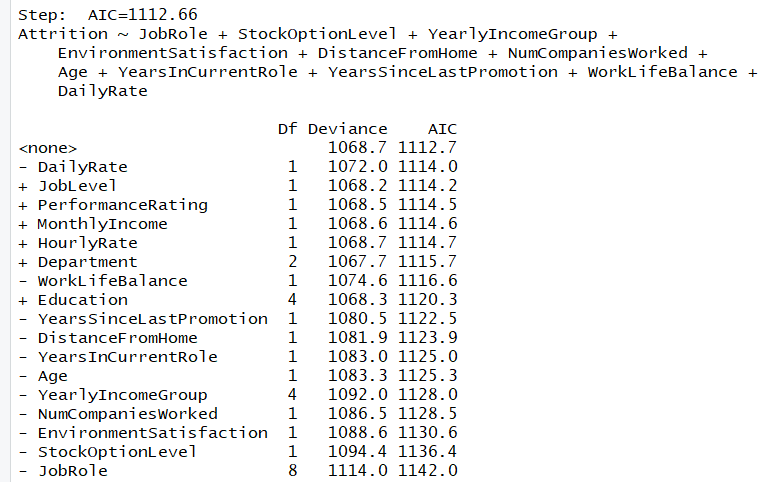 Step:  AIC=1112.66
Attrition ~ JobRole + StockOptionLevel + YearlyIncomeGroup +
    EnvironmentSatisfaction + DistanceFromHome + NumCompaniesWorked +
    Age + YearsInCurrentRole + YearsSinceLastPromotion + WorkLifeBalance +
    DailyRate

                          Df Deviance    AIC
<none>                         1068.7 1112.7
- DailyRate                1   1072.0 1114.0
+ JobLevel                 1   1068.2 1114.2
+ PerformanceRating        1   1068.5 1114.5
+ MonthlyIncome            1   1068.6 1114.6
+ HourlyRate               1   1068.7 1114.7
+ Department               2   1067.7 1115.7
- WorkLifeBalance          1   1074.6 1116.6
+ Education                4   1068.3 1120.3
- YearsSinceLastPromotion  1   1080.5 1122.5
- DistanceFromHome         1   1081.9 1123.9
- YearsInCurrentRole       1   1083.0 1125.0
- Age                      1   1083.3 1125.3
- YearlyIncomeGroup        4   1092.0 1128.0
- NumCompaniesWorked       1   1086.5 1128.5
- EnvironmentSatisfaction  1   1088.6 1130.6
- StockOptionLevel         1   1094.4 1136.4
- JobRole                  8   1114.0 1142.0